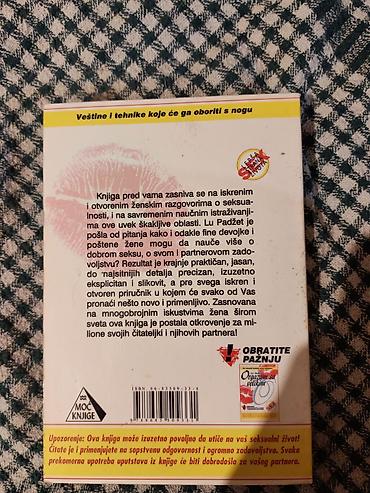 Veštine i tehnike koje će ga oboriti s nogu
SEX
Knjiga pred vama zasniva se na iskrenim
i otvorenim ženskim razgovorima o seksua-
lnosti, i na savremenim naučnim istraživanji-
ma ove uvek škakljive oblasti. Lu Padžet je
pošla od pitanja kako i odakle fine devojke i
poštene žene mogu da nauče više o
dobrom seksu, o svom i partnerovom zado-
voljstvu? Rezultat je krajnje praktičan, jasan,
do najsitnijih detalja precizan, izuzetno
eksplicitan i slikovit, a pre svega iskren i
otvoren priručnik u kojem će svako od Vas
pronaći nešto novo i primenljivo. Zasnovana
na mnogobrojnim iskustvima žena širom
sveta ova knjiga je postala otkrovenje za mi-
lione svojih čitateljki i njihovih partnera!
! OBRATITE
PAŽNJU
ISBN
MOĆ
KNJIGE
Upozorenje: Ova knjiga može izuzetno povoljno da utiče na vaš seksualni život!
Čitate je i primenjujete na sopstvenu odgovornost i ogromno zadovoljstvo. Svaka
prekomerna upotreba uputstava iz knjige će biti dobrodošla za vašeg partnera.